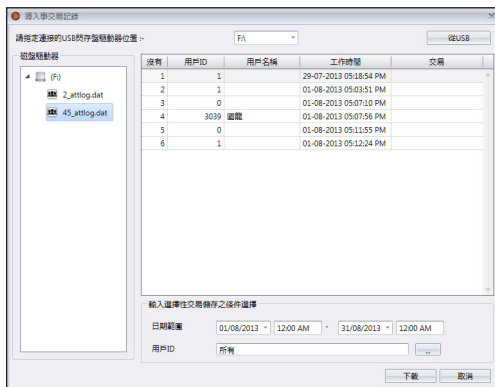 導入事交易記錄
請指定連接的USB閃存盤驅動器位置 :-
F:\
從USB
磁盤驅動器
(F:)
2_attlog.dat
45_attlog.dat
沒有 用戶ID 用戶名稱 工作時間 交易
1 1 29-07-2013 05:18:54 PM
2 1 01-08-2013 05:03:51 PM
3 0 01-08-2013 05:07:10 PM
4 3039 國龍 01-08-2013 05:07:56 PM
5 0 01-08-2013 05:11:55 PM
6 1 01-08-2013 05:12:24 PM
輸入選擇性交易儲存之條件選擇
日期範圍 01/08/2013 12:00 AM - 31/08/2013 12:00 AM
用戶ID 所有 ...
下載 取消